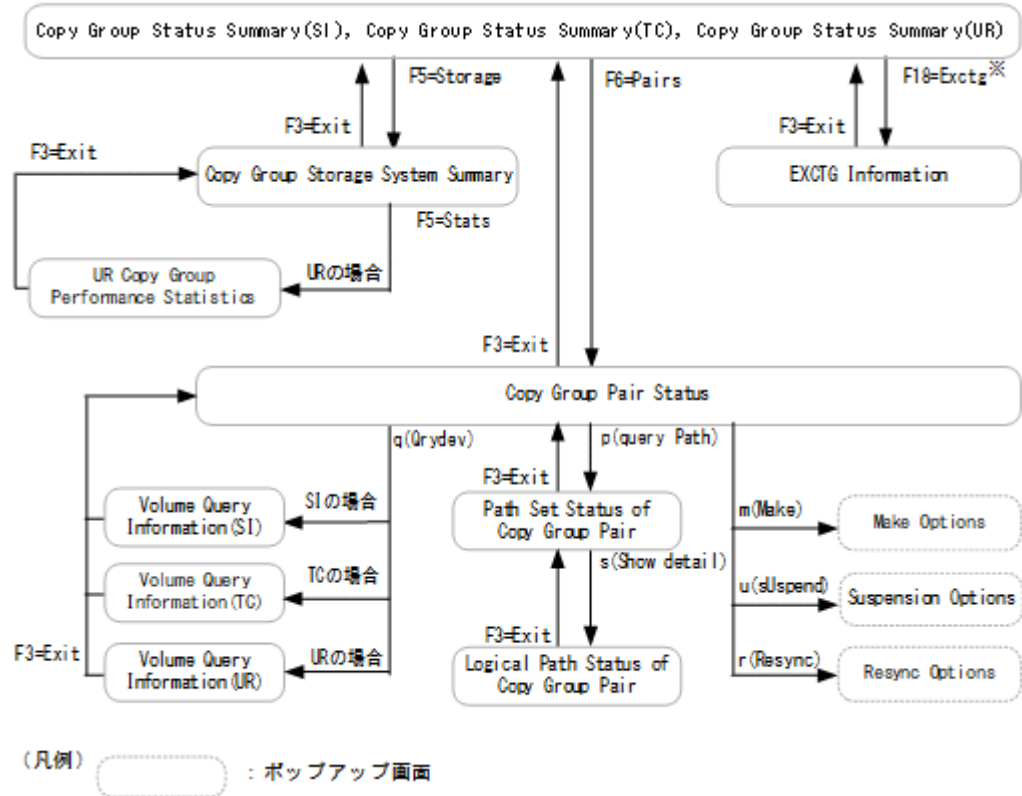 Copy Group Status Summary(SI), Copy Group Status Summary(TC), Copy Group Status Summary(UR)
F5=Storage
F6=Pairs
F18=Exctg※
F3=Exit
F3=Exit
F3=Exit
Copy Group Storage System Summary
EXCTG Information
F5=Stats
UR Copy Group
Performance Statistics
URの場合
F3=Exit
Copy Group Pair Status
q(Qrydev)
p(query Path)
F3=Exit
Volume Query
Information(SI)
SIの場合
Path Set Status of
Copy Group Pair
m(Make)
Make Options
s(Show detail)
Volume Query
Information(TC)
TCの場合
u(sUspend)
Suspension Options
F3=Exit
F3=Exit
Volume Query
Information(UR)
URの場合
Logical Path Status of
Copy Group Pair
r(Resync)
Resync Options
(凡例)
:ポップアップ画面